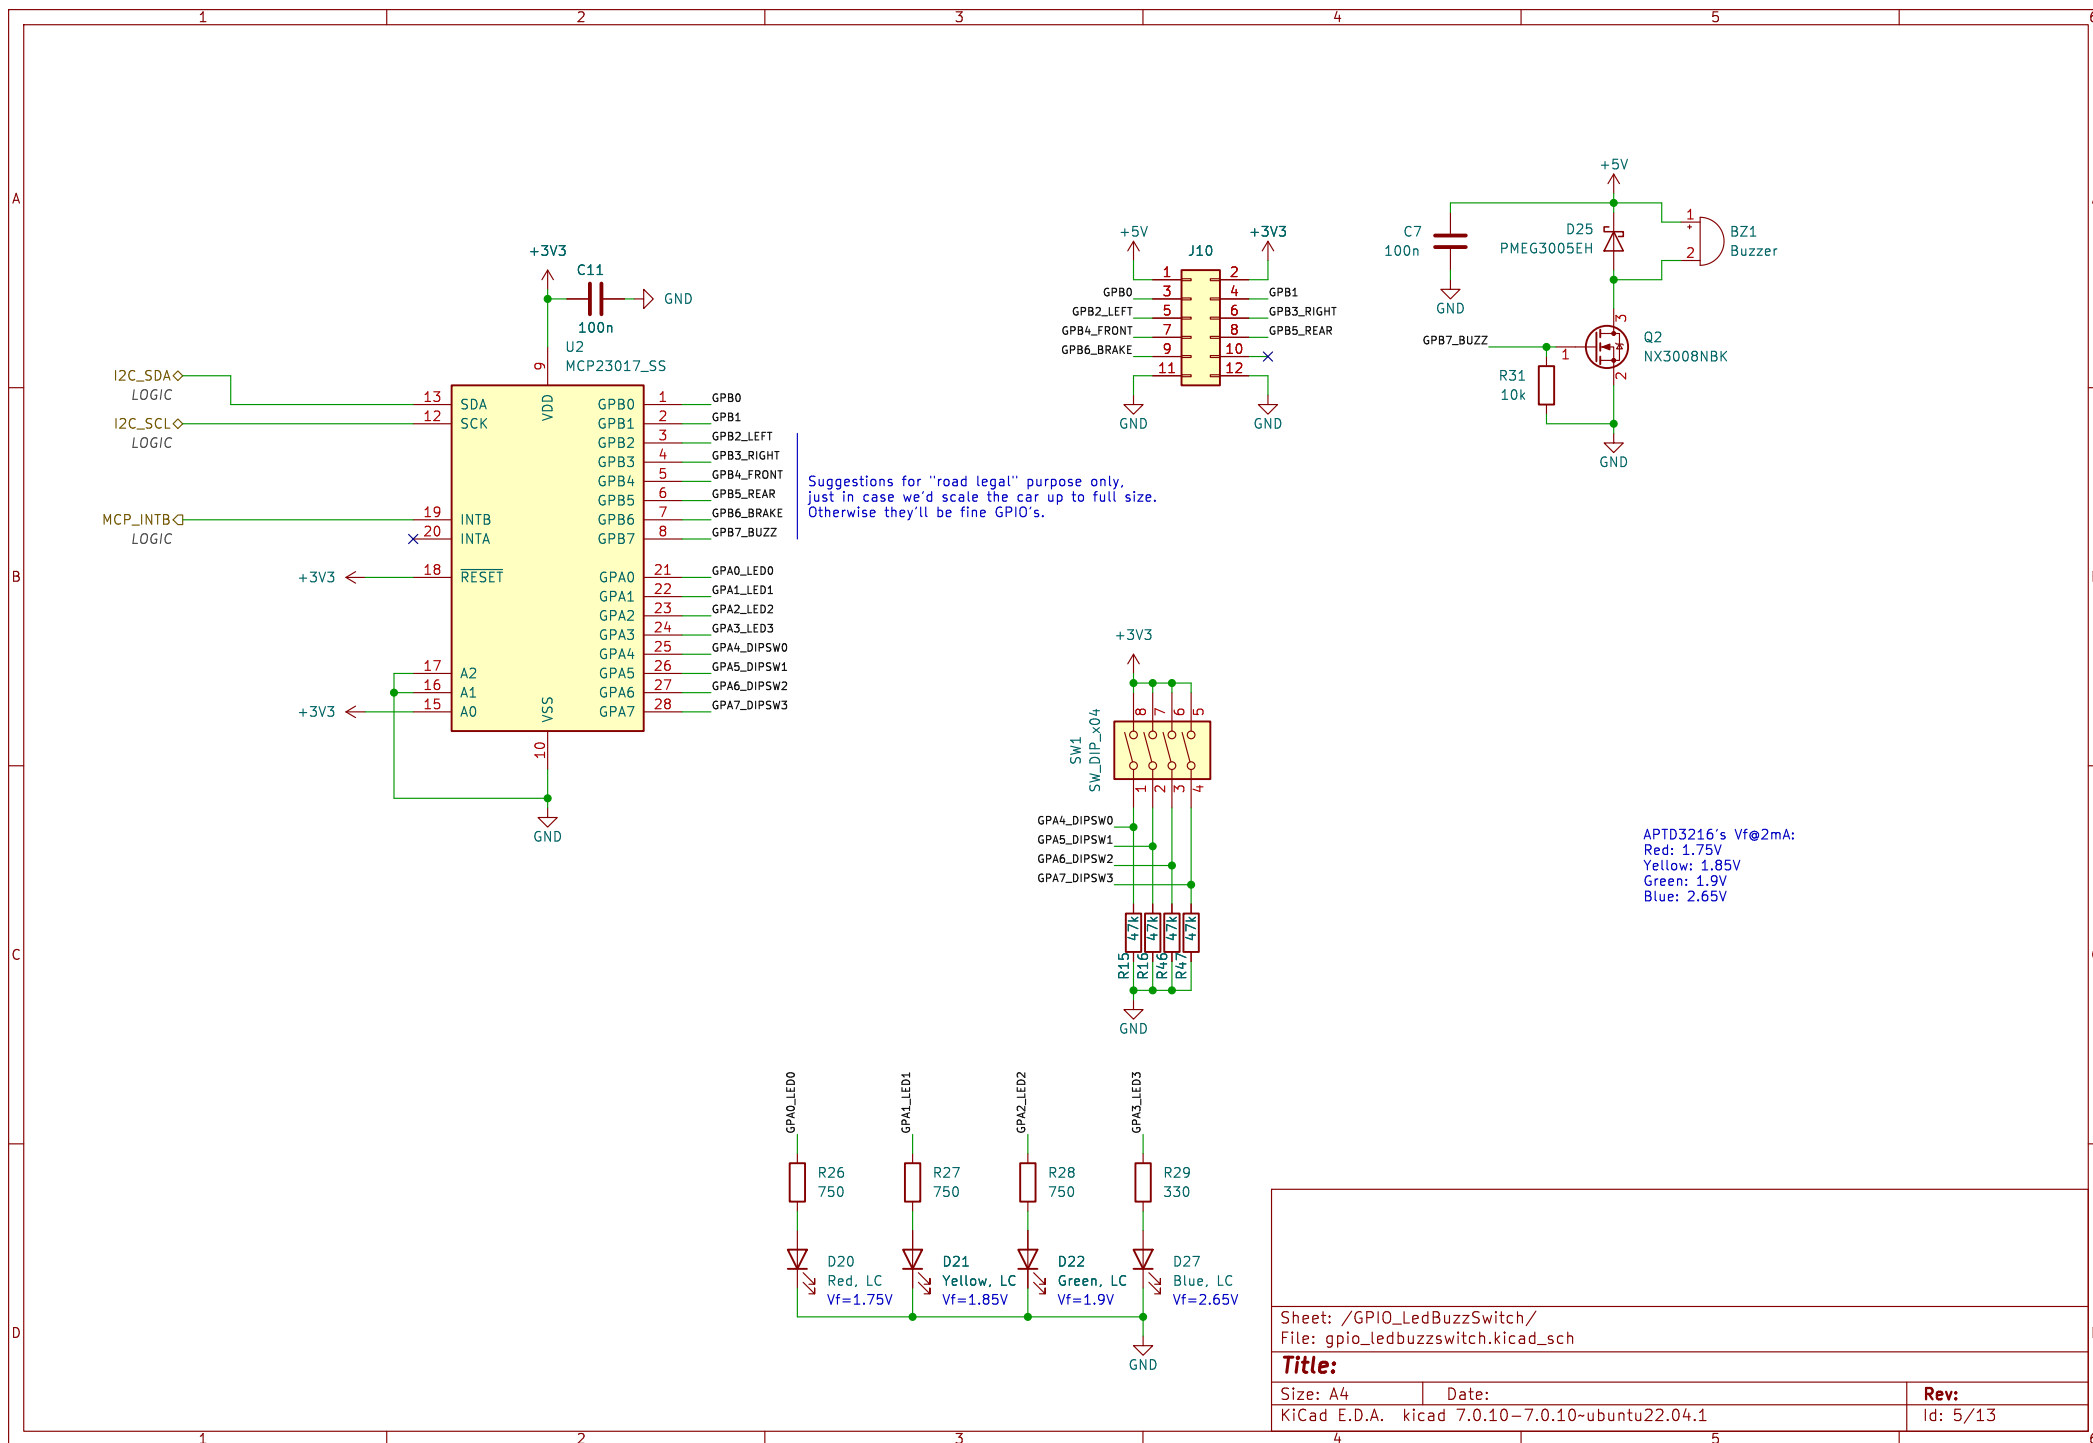 1 2 3 4 5 6
A
B
C
D
+3V3
C11
100n
GND
U2
MCP23017_SS
I2C_SDA
LOGIC
I2C_SCL
LOGIC
MCP_INTB
LOGIC
+3V3
+3V3
9
VDD
13 SDA
12 SCK
19 INTB
20 INTA
18 RESET
17 A2
16 A1
15 A0
VSS
10
GND
GPB0 1 GPB0
GPB1 2 GPB1
GPB2 3 GPB2_LEFT
GPB3 4 GPB3_RIGHT
GPB4 5 GPB4_FRONT
GPB5 6 GPB5_REAR
GPB6 7 GPB6_BRAKE
GPB7 8 GPB7_BUZZ
GPA0 21 GPA0_LED0
GPA1 22 GPA1_LED1
GPA2 23 GPA2_LED2
GPA3 24 GPA3_LED3
GPA4 25 GPA4_DIPSW0
GPA5 26 GPA5_DIPSW1
GPA6 27 GPA6_DIPSW2
GPA7 28 GPA7_DIPSW3
Suggestions for "road legal" purpose only,
just in case we'd scale the car up to full size.
Otherwise they'll be fine GPIO's.
+5V J10 +3V3
1 2
GPB0 3 4 GPB1
GPB2_LEFT 5 6 GPB3_RIGHT
GPB4_FRONT 7 8 GPB5_REAR
GPB6_BRAKE 9 10
11 12
GND GND
+5V
C7
100n
GND
D25
PMEG3005EH
1
+
2
BZ1
Buzzer
GPB7_BUZZ
1
3
2
Q2
NX3008NBK
R31
10k
GND
+3V3
8 7 6 5
SW1
SW_DIP_x04
1 2 3 4
GPA4_DIPSW0
GPA5_DIPSW1
GPA6_DIPSW2
GPA7_DIPSW3
47k 47k 47k 47k
R15 R16 R46 R47
GND
APTD3216's Vf@2mA:
Red: 1.75V
Yellow: 1.85V
Green: 1.9V
Blue: 2.65V
GPA0_LED0 GPA1_LED1 GPA2_LED2 GPA3_LED3
R26 R27 R28 R29
750 750 750 330
D20 D21 D22 D27
Red, LC Yellow, LC Green, LC Blue, LC
Vf=1.75V Vf=1.85V Vf=1.9V Vf=2.65V
GND
Sheet: /GPIO_LedBuzzSwitch/
File: gpio_ledbuzzswitch.kicad_sch
Title:
Size: A4 Date: Rev:
KiCad E.D.A. kicad 7.0.10-7.0.10~ubuntu22.04.1 Id: 5/13
1 2 3 4 5 6